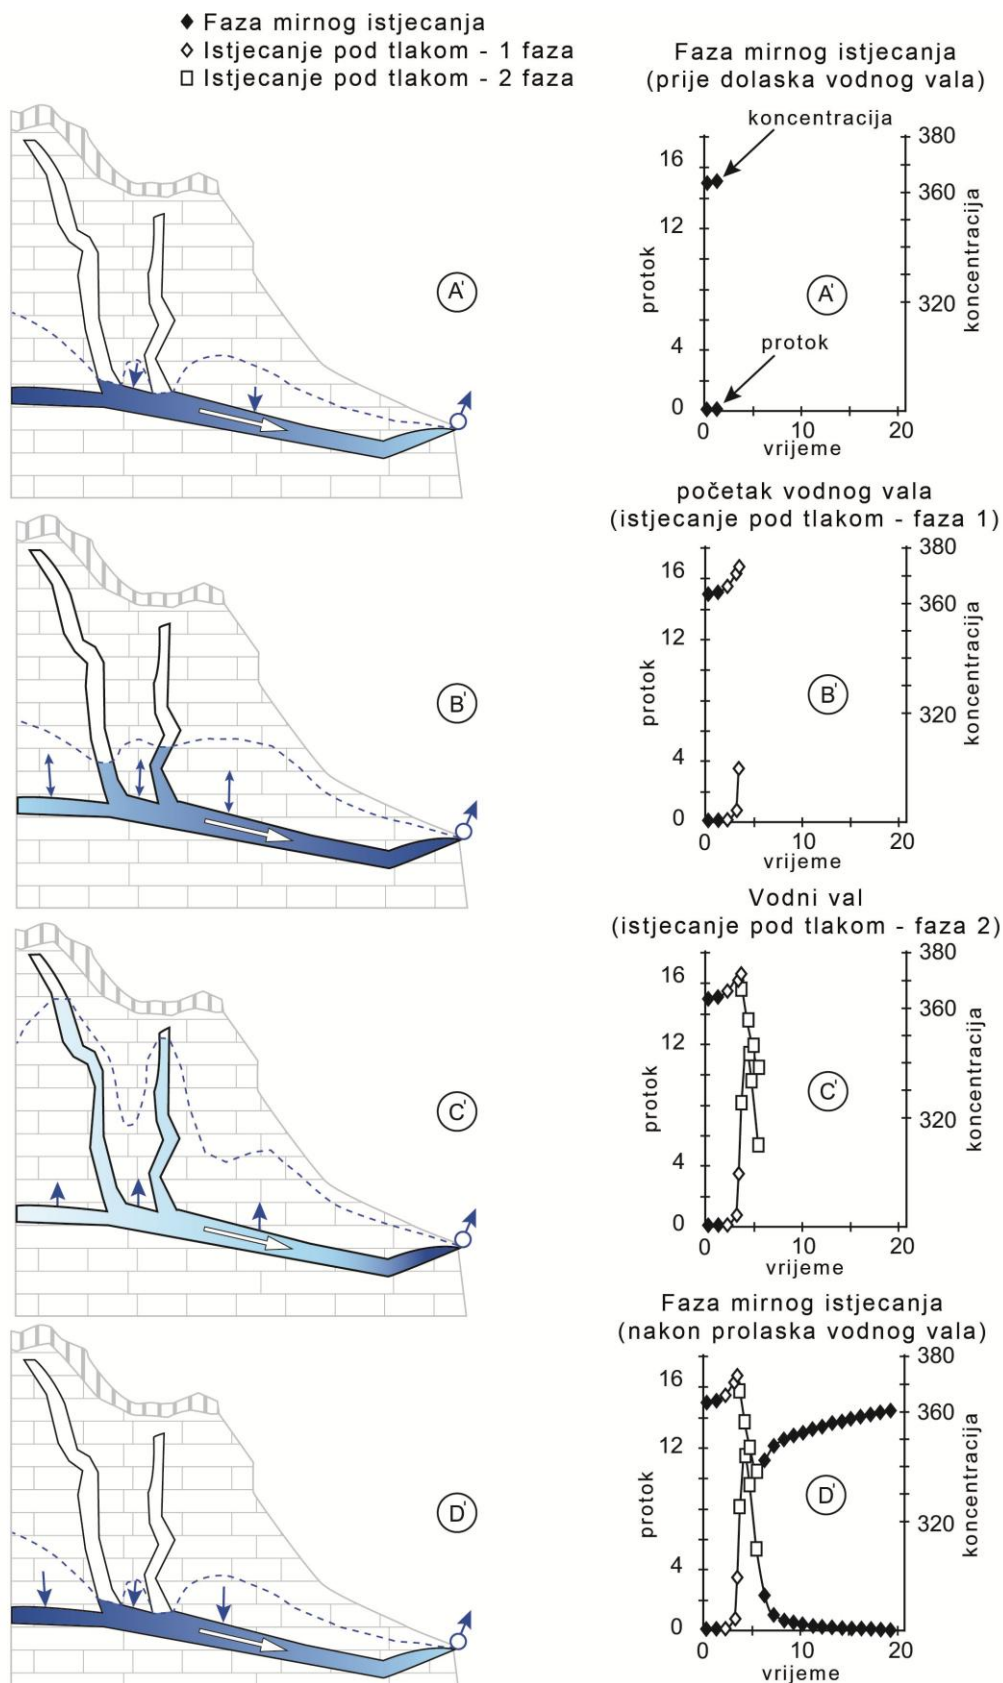 Faza mirnog istjecanja
Istjecanje pod tlakom - 1 faza
Istjecanje pod tlakom - 2 faza
Faza mirnog istjecanja
(prije dolaska vodnog vala)
koncentracija
16
12
4
0
protok
380
360
320
koncentracija
A'
A'
protok
0
10
20
vrijeme
početak vodnog vala
(istjecanje pod tlakom - faza 1)
16
12
4
0
protok
380
360
320
koncentracija
B'
B'
0
10
20
vrijeme
Vodni val
(istjecanje pod tlakom - faza 2)
16
12
4
0
protok
380
360
320
koncentracija
C'
C'
0
10
20
vrijeme
Faza mirnog istjecanja
(nakon prolaska vodnog vala)
16
12
4
0
protok
380
360
320
koncentracija
D'
D'
0
10
20
vrijeme